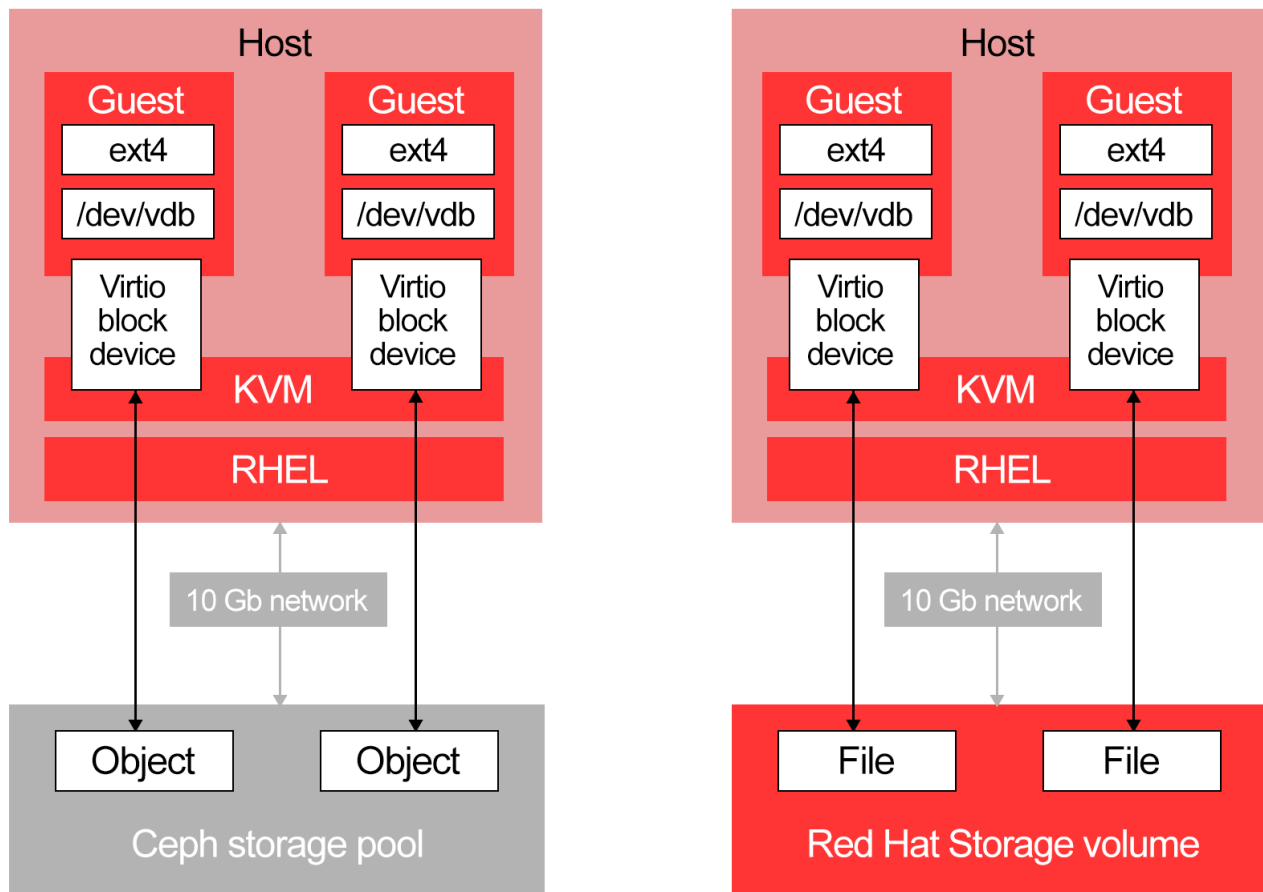 Host
Guest
ext4
/dev/vdb
Virtio
block
device
Guest
ext4
/dev/vdb
Virtio
block
device
KVM
RHEL
10 Gb network
Object
Object
Ceph storage pool
Host
Guest
ext4
/dev/vdb
Virtio
block
device
Guest
ext4
/dev/vdb
Virtio
block
device
KVM
RHEL
10 Gb network
File
File
Red Hat Storage volume